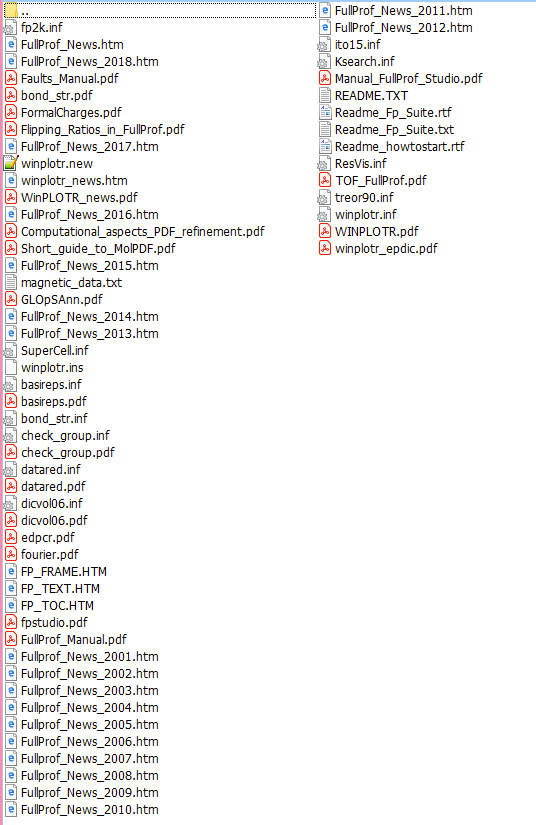 ..
fp2k.inf
FullProf_News.htm
FullProf_News_2018.htm
Faults_Manual.pdf
bond_str.pdf
FormalCharges.pdf
Flipping_Ratios_in_FullProf.pdf
FullProf_News_2017.htm
winplotr.new
winplotr_news.htm
WinPLOTR_news.pdf
FullProf_News_2016.htm
Computational_aspects_PDF_refinement.pdf
Short_guide_to_MolPDF.pdf
FullProf_News_2015.htm
magnetic_data.txt
GLOpSAnn.pdf
FullProf_News_2014.htm
FullProf_News_2013.htm
SuperCell.inf
winplotr.ins
basireps.inf
basireps.pdf
bond_str.inf
check_group.inf
check_group.pdf
datared.inf
datared.pdf
dicvol06.inf
dicvol06.pdf
edpcr.pdf
fourier.pdf
FP_FRAME.HTM
FP_TEXT.HTM
FP_TOC.HTM
fpstudio.pdf
FullProf_Manual.pdf
Fullprof_News_2001.htm
FullProf_News_2002.htm
FullProf_News_2003.htm
FullProf_News_2004.htm
FullProf_News_2005.htm
FullProf_News_2006.htm
FullProf_News_2007.htm
FullProf_News_2008.htm
FullProf_News_2009.htm
FullProf_News_2010.htm
FullProf_News_2011.htm
FullProf_News_2012.htm
ito15.inf
Ksearch.inf
Manual_FullProf_Studio.pdf
README.TXT
Readme_Fp_Suite.rtf
Readme_Fp_Suite.txt
Readme_howtostart.rtf
ResVis.inf
TOF_FullProf.pdf
treor90.inf
winplotr.inf
WINPLOTR.pdf
winplotr_epdic.pdf